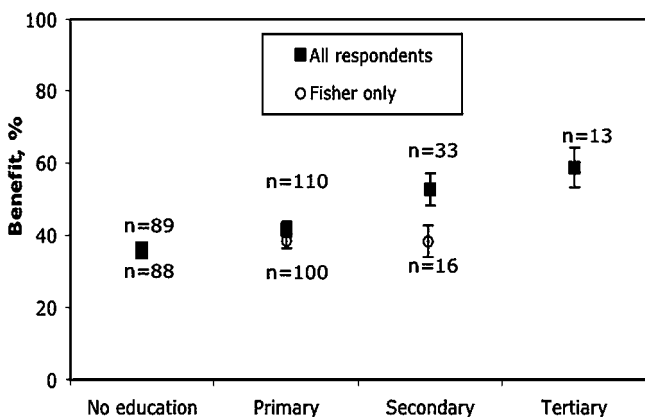 100
80
60
40
20
0
Benefit, %
All respondents
Fisher only
n=89
n=88
n=110
n=100
n=33
n=16
n=13
No education
Primary
Secondary
Tertiary